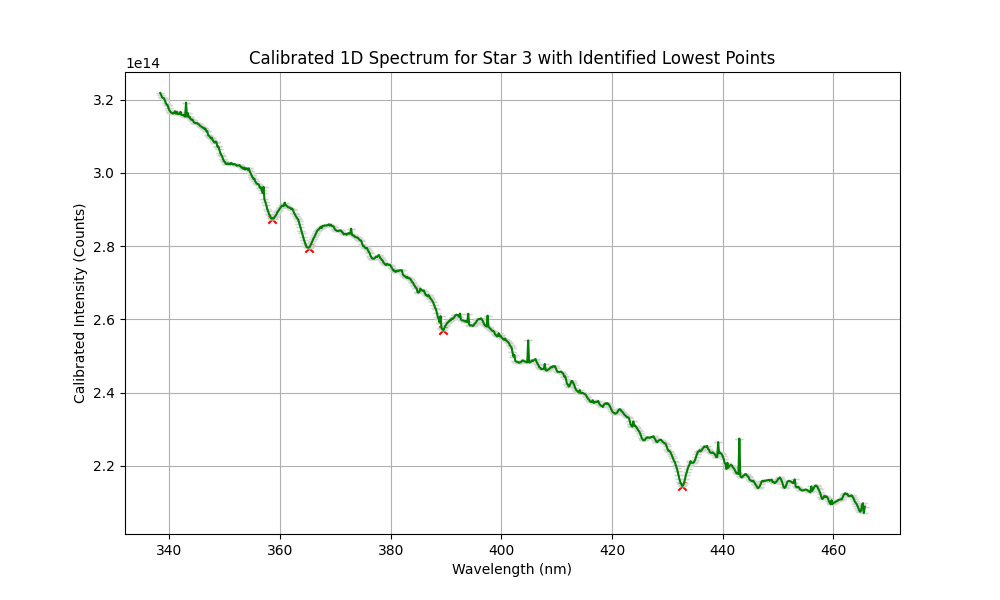 Calibrated 1D Spectrum for Star 3 with Identified Lowest Points
1e14
3.2
3.0
2.8
2.6
2.4
2.2
Calibrated Intensity (Counts)
340 360 380 400 420 440 460
Wavelength (nm)